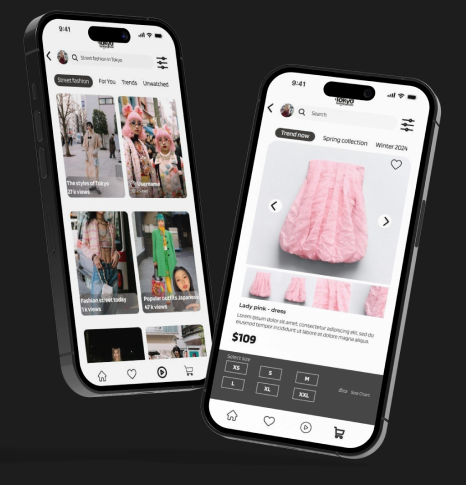 9:41
TOKYO
Street fashion in Tokyo
Street fashion For You Trends Unwatched
The styles of Tokyo
21'k views
Username
fashion street today
1'k views
Popular outfits Japanese
47'k views
9:41
TOKYO
Search
Trend now Spring collection Winter 2024
Lady pink - dress
Lorem ipsum dolor sit amet, consectetur adipiscing elit, sed do
eiusmod tempor incididunt ut labore et dolore magna aliqua.
$109
Select Size
XS S M
L XL XXL
Size Chart